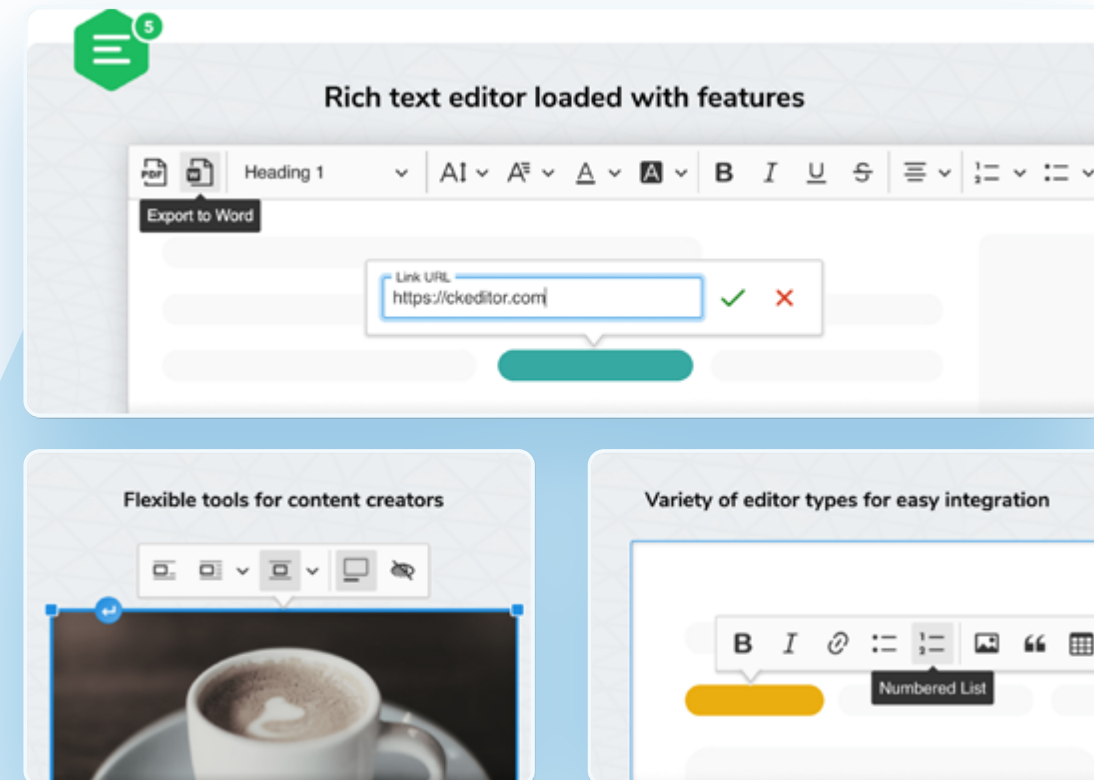 5
Rich text editor loaded with features
PDF W Heading 1 A A A A B I U S
Export to Word
Link URL
https://ckeditor.com
Flexible tools for content creators
Variety of editor types for easy integration
B I
Numbered List